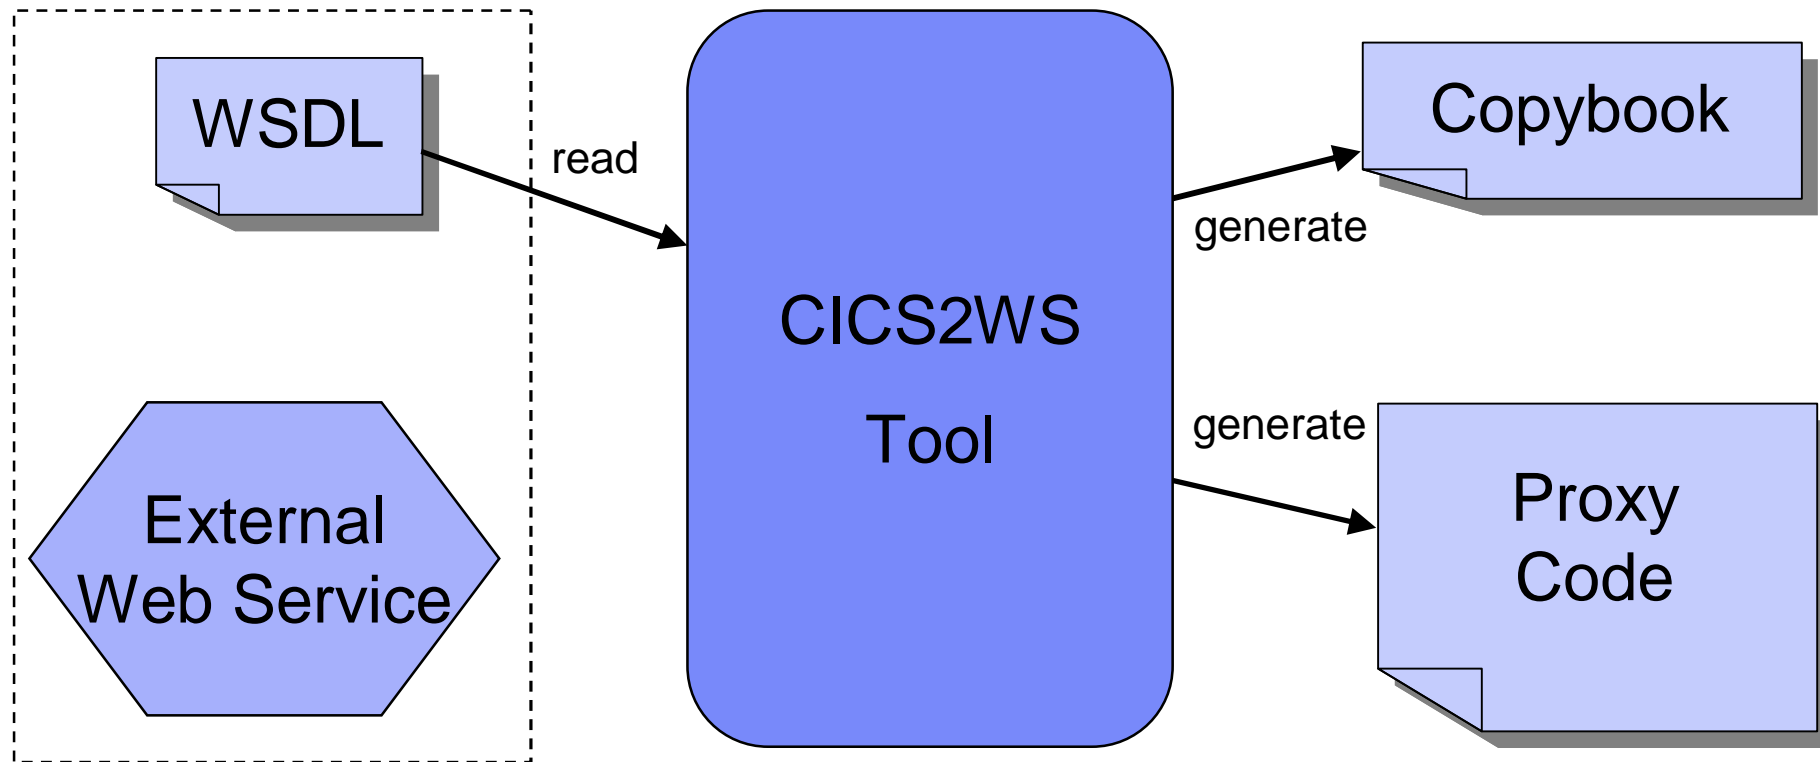 WSDL
read
External
Web Service
CICS2WS
Tool
Copybook
generate
generate
Proxy
Code